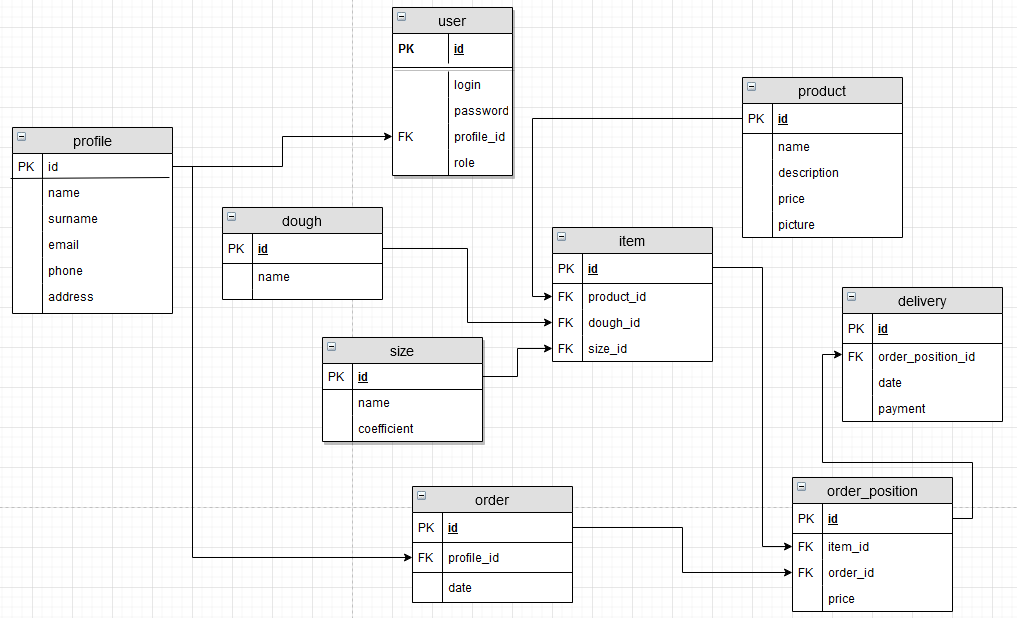 user
PK id
login
password
FK profile_id
role
product
PK id
name
description
price
picture
profile
PK id
name
surname
email
phone
address
dough
PK id
name
item
PK id
FK product_id
FK dough_id
FK size_id
delivery
PK id
FK order_position_id
date
payment
size
PK id
name
coefficient
order
PK id
FK profile_id
date
order_position
PK id
FK item_id
FK order_id
price